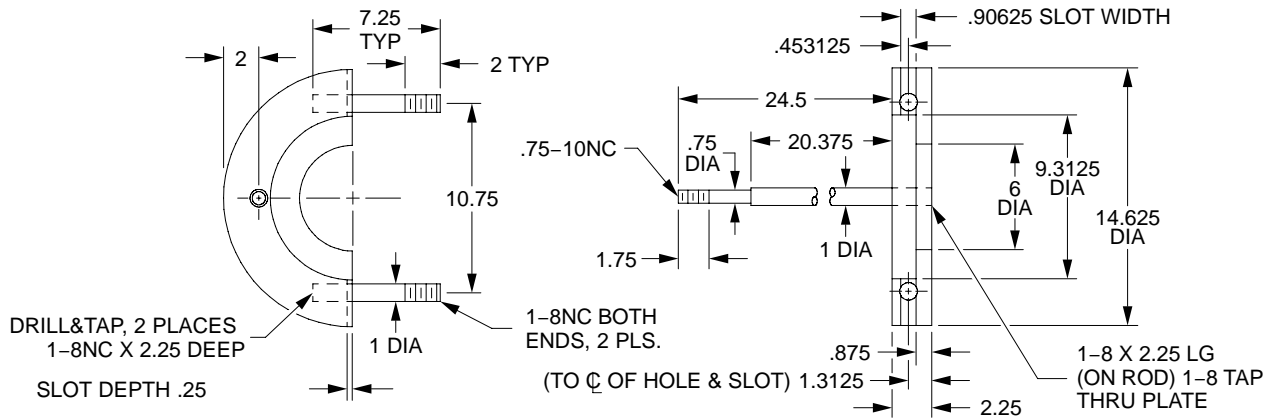 7.25
TYP
2
2 TYP
10.75
DRILL&TAP, 2 PLACES
1–8NC X 2.25 DEEP
SLOT DEPTH .25
1 DIA
1–8NC BOTH
ENDS, 2 PLS.
.90625 SLOT WIDTH
.453125
24.5
.75–10NC
.75
DIA
20.375
1.75
1 DIA
6
DIA
9.3125
DIA
14.625
DIA
.875
(TO ℄ OF HOLE & SLOT) 1.3125
2.25
1–8 X 2.25 LG
(ON ROD) 1–8 TAP
THRU PLATE